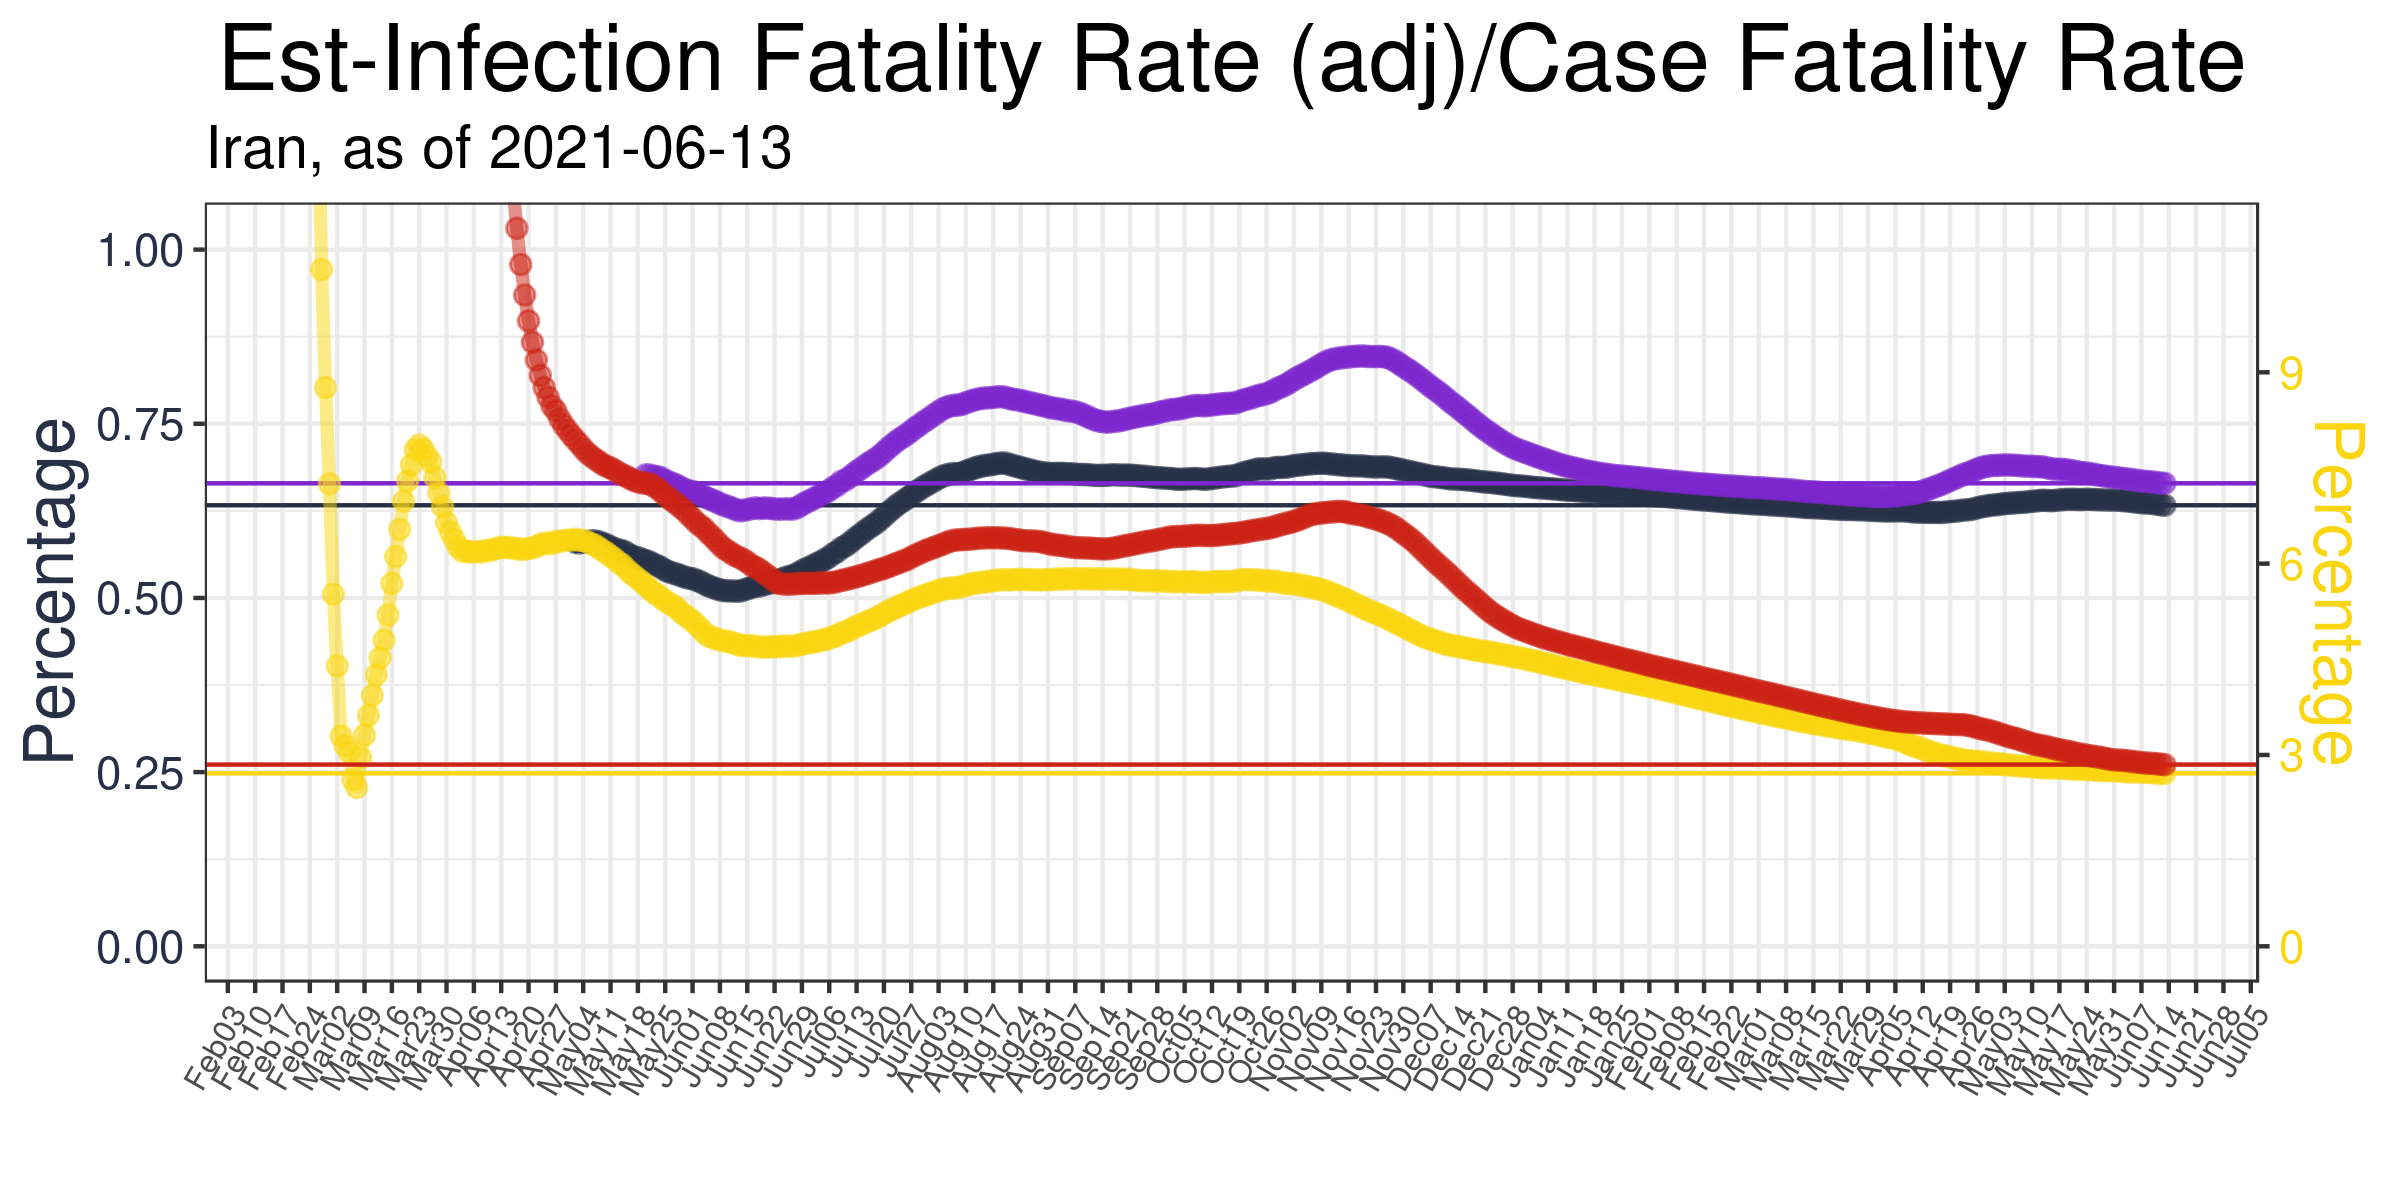 Est-Infection Fatality Rate (adj)/Case Fatality Rate
Iran, as of 2021-06-13
Percentage
1.00
0.75
0.50
0.25
0.00
9
6
3
0
Percentage
Feb03
Feb10
Feb17
Feb24
Mar02
Mar09
Mar16
Mar23
Mar30
Apr06
Apr13
Apr20
Apr27
May04
May11
May18
May25
Jun01
Jun08
Jun15
Jun22
Jun29
Jul06
Jul13
Jul20
Jul27
Aug03
Aug10
Aug17
Aug24
Aug31
Sep07
Sep14
Sep21
Sep28
Oct05
Oct12
Oct19
Oct26
Nov02
Nov09
Nov16
Nov23
Nov30
Dec07
Dec14
Dec21
Dec28
Jan04
Jan11
Jan18
Jan25
Feb01
Feb08
Feb15
Feb22
Mar01
Mar08
Mar15
Mar22
Mar29
Apr05
Apr12
Apr19
Apr26
May03
May10
May17
May24
May31
Jun07
Jun14
Jun21
Jun28
Jul05